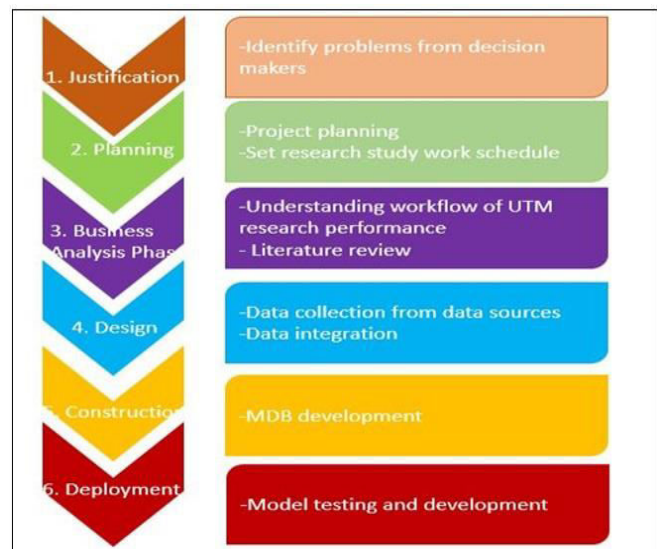 1. Justification
-Identify problems from decision
makers
2. Planning
-Project planning
-Set research study work schedule
3. Business
Analysis Phas
-Understanding workflow of UTM
research performance
- Literature review
4. Design
-Data collection from data sources
-Data integration
5. Construction
-MDB development
6. Deployment
-Model testing and development